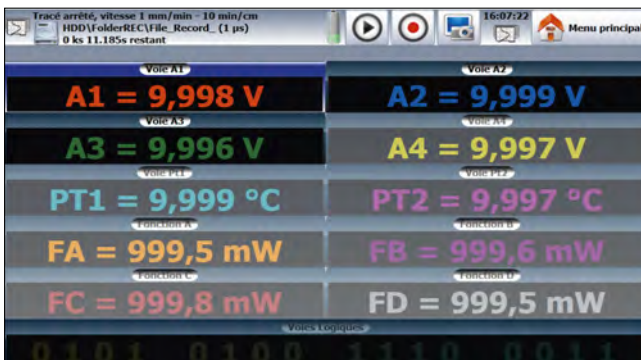 Tracé arrêté, vitesse 1 mm/min - 10 min/cm
HDD\FolderREC\File_Record_ (1 µs)
0 ks 11.185s restant
16:07:22
Menu principal
Voie A1
Voie A2
A1 = 9,998 V
A2 = 9,999 V
Voie A3
Voie A4
A3 = 9,996 V
A4 = 9,997 V
Voie Pt1
Voie Pt2
PT1 = 9,999 °C
PT2 = 9,997 °C
Fonction A
Fonction B
FA = 999,5 mW
FB = 999,6 mW
Fonction C
Fonction D
FC = 999,8 mW
FD = 999,5 mW
Voies Logiques
0101 0100 1110 0011